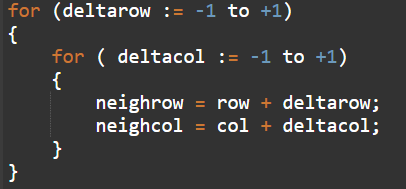 for (deltarow := -1 to +1)
{
    for ( deltacol := -1 to +1)
    {
        neighrow = row + deltarow;
        neighcol = col + deltacol;
    }
}